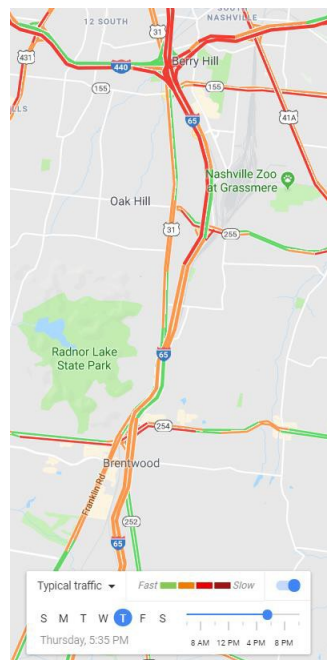 SOUTH
NASHVILLE
12 SOUTH
31
431
440
Berry Hill
155
155
65
41A
Nashville Zoo
at Grassmere
Oak Hill
31
255
Radnor Lake
State Park
65
254
Brentwood
Franklin Rd
252
65
Typical traffic
Fast
Slow
S M T W T F S
Thursday, 5:35 PM
8 AM 12 PM 4 PM 8 PM